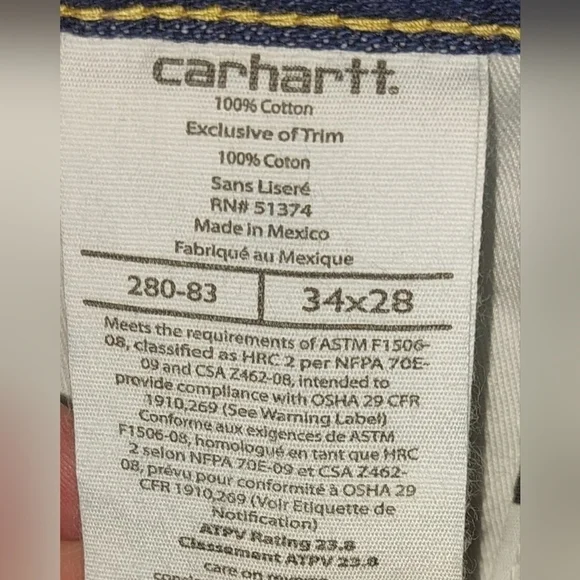 carhartt.
100% Cotton
Exclusive of Trim
100% Coton
Sans Liseré
RN# 51374
Made in Mexico
Fabriqué au Mexique
280-83 34x28
Meets the requirements of ASTM F1506-
08, classified as HRC 2 per NFPA 70E-
09 and CSA Z462-08, intended to
provide compliance with OSHA 29 CFR
1910,269 (See Warning Label)
Conforme aux exigences de ASTM
F1506-08, homologué en tant que HRC
2 selon NFPA 70E-09 et CSA Z462-
08, prévu pour conformité à OSHA 29
CFR 1910,269 (Voir Etiquette de
Notification)
ATPV Rating 23.8
Classement ATPV 23.8
care on